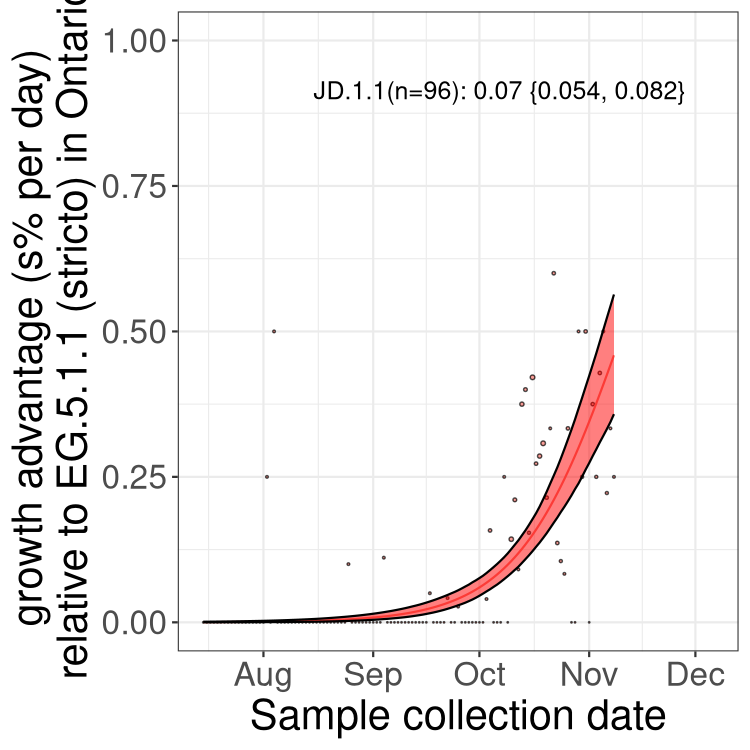 growth advantage (s% per day)
relative to EG.5.1.1 (stricto) in Ontario
1.00
JD.1.1(n=96): 0.07 {0.054, 0.082}
0.75
0.50
0.25
0.00
Aug Sep Oct Nov Dec
Sample collection date